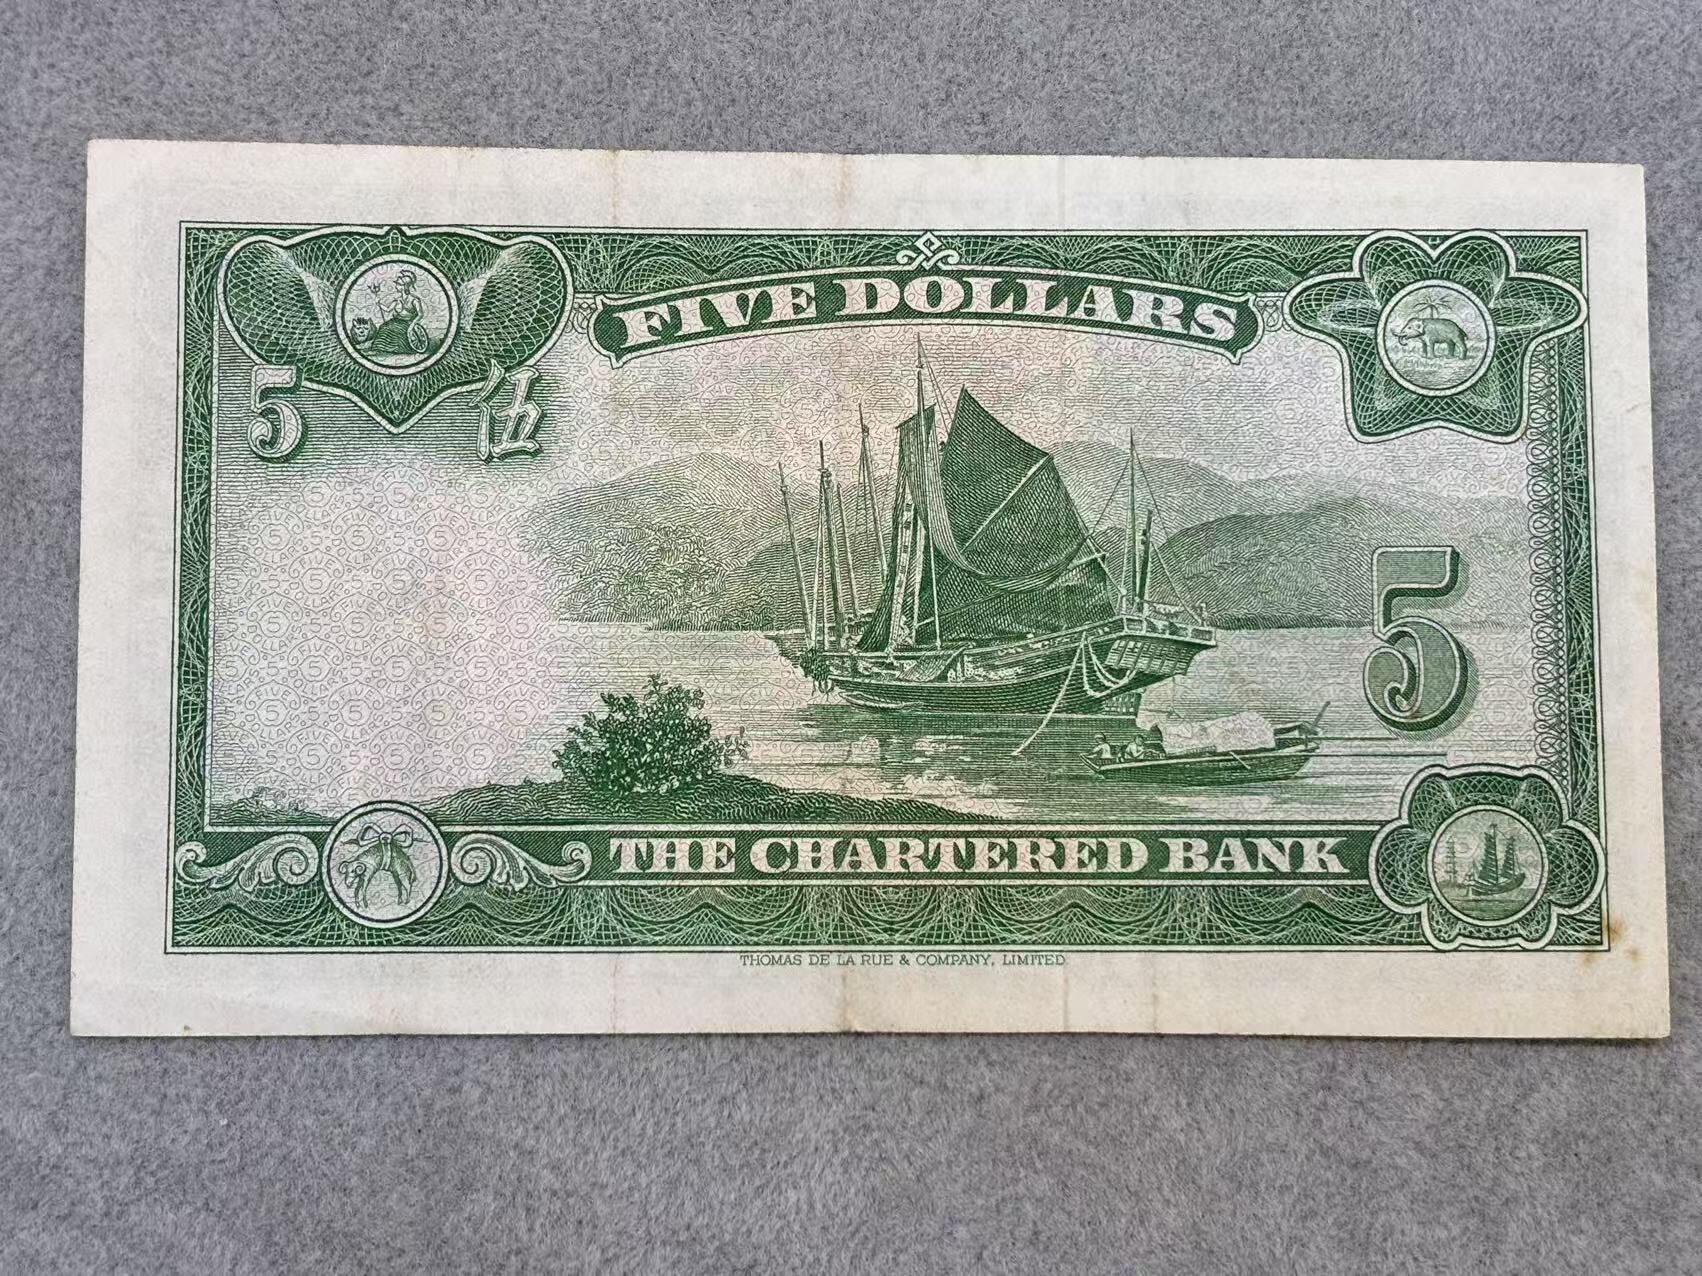 FIVE DOLLARS
5 伍
5
THE CHARTERED BANK
THOMAS DE LA RUE & COMPANY, LIMITED.